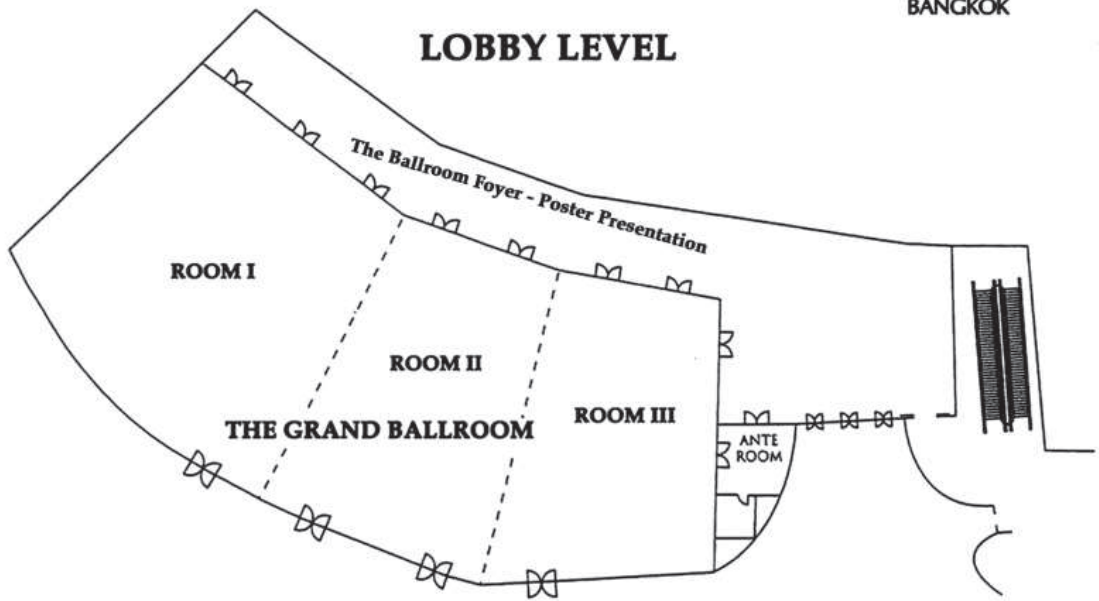 BANGKOK
LOBBY LEVEL
The Ballroom Foyer - Poster Presentation
ROOM I
ROOM II
ROOM III
THE GRAND BALLROOM
ANTE
ROOM